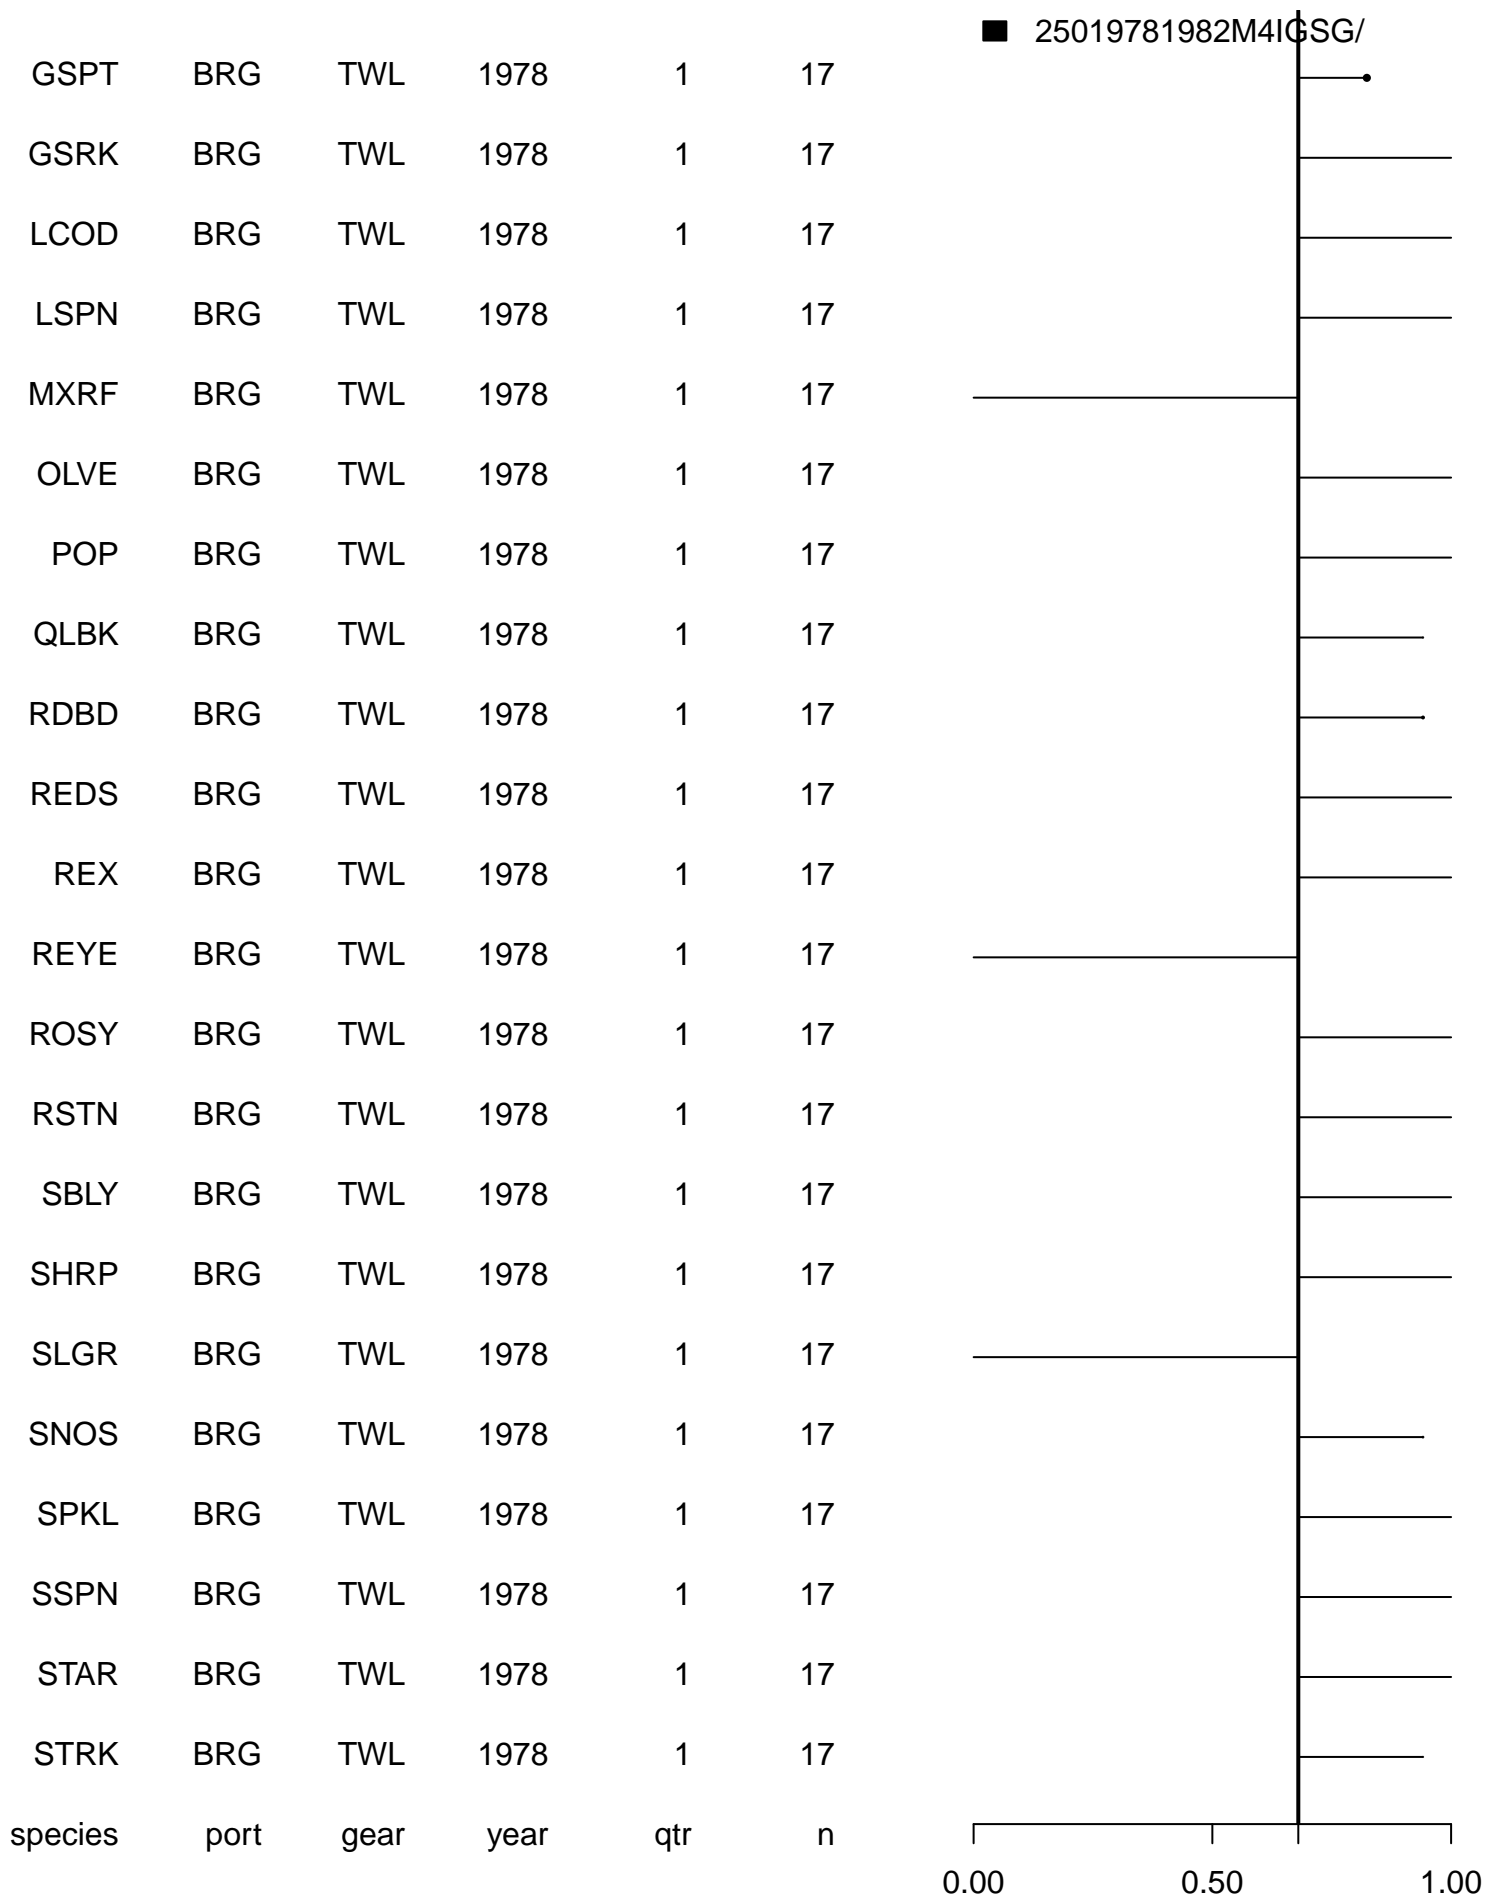 25019781982M4IGSG/
GSPT BRG TWL 1978 1 17
GSRK BRG TWL 1978 1 17
LCOD BRG TWL 1978 1 17
LSPN BRG TWL 1978 1 17
MXRF BRG TWL 1978 1 17
OLVE BRG TWL 1978 1 17
POP BRG TWL 1978 1 17
QLBK BRG TWL 1978 1 17
RDBD BRG TWL 1978 1 17
REDS BRG TWL 1978 1 17
REX BRG TWL 1978 1 17
REYE BRG TWL 1978 1 17
ROSY BRG TWL 1978 1 17
RSTN BRG TWL 1978 1 17
SBLY BRG TWL 1978 1 17
SHRP BRG TWL 1978 1 17
SLGR BRG TWL 1978 1 17
SNOS BRG TWL 1978 1 17
SPKL BRG TWL 1978 1 17
SSPN BRG TWL 1978 1 17
STAR BRG TWL 1978 1 17
STRK BRG TWL 1978 1 17
species port gear year qtr n
0.00 0.50 1.00